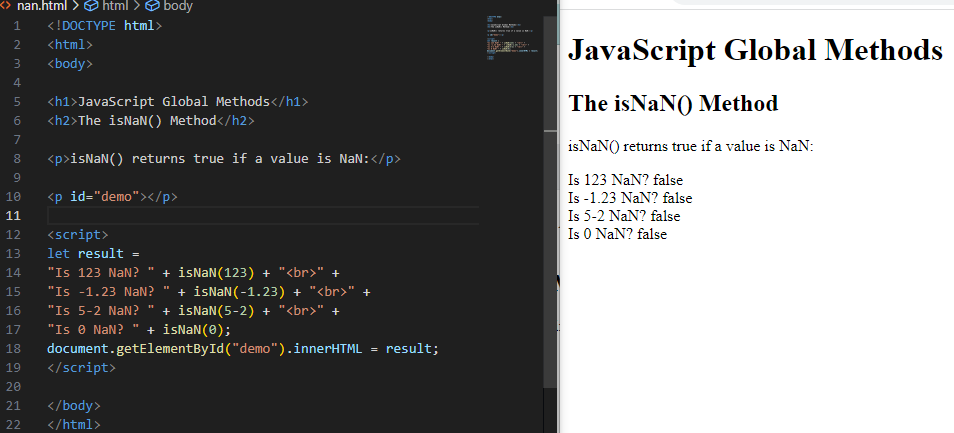 nan.html > html > body
1 <!DOCTYPE html>
2 <html>
3 <body>
4
5 <h1>JavaScript Global Methods</h1>
6 <h2>The isNaN() Method</h2>
7
8 <p>isNaN() returns true if a value is NaN:</p>
9
10 <p id="demo"></p>
11
12 <script>
13 let result =
14 "Is 123 NaN? " + isNaN(123) + "<br>" +
15 "Is -1.23 NaN? " + isNaN(-1.23) + "<br>" +
16 "Is 5-2 NaN? " + isNaN(5-2) + "<br>" +
17 "Is 0 NaN? " + isNaN(0);
18 document.getElementById("demo").innerHTML = result;
19 </script>
20
21 </body>
22 </html>
JavaScript Global Methods
The isNaN() Method
isNaN() returns true if a value is NaN:
Is 123 NaN? false
Is -1.23 NaN? false
Is 5-2 NaN? false
Is 0 NaN? false